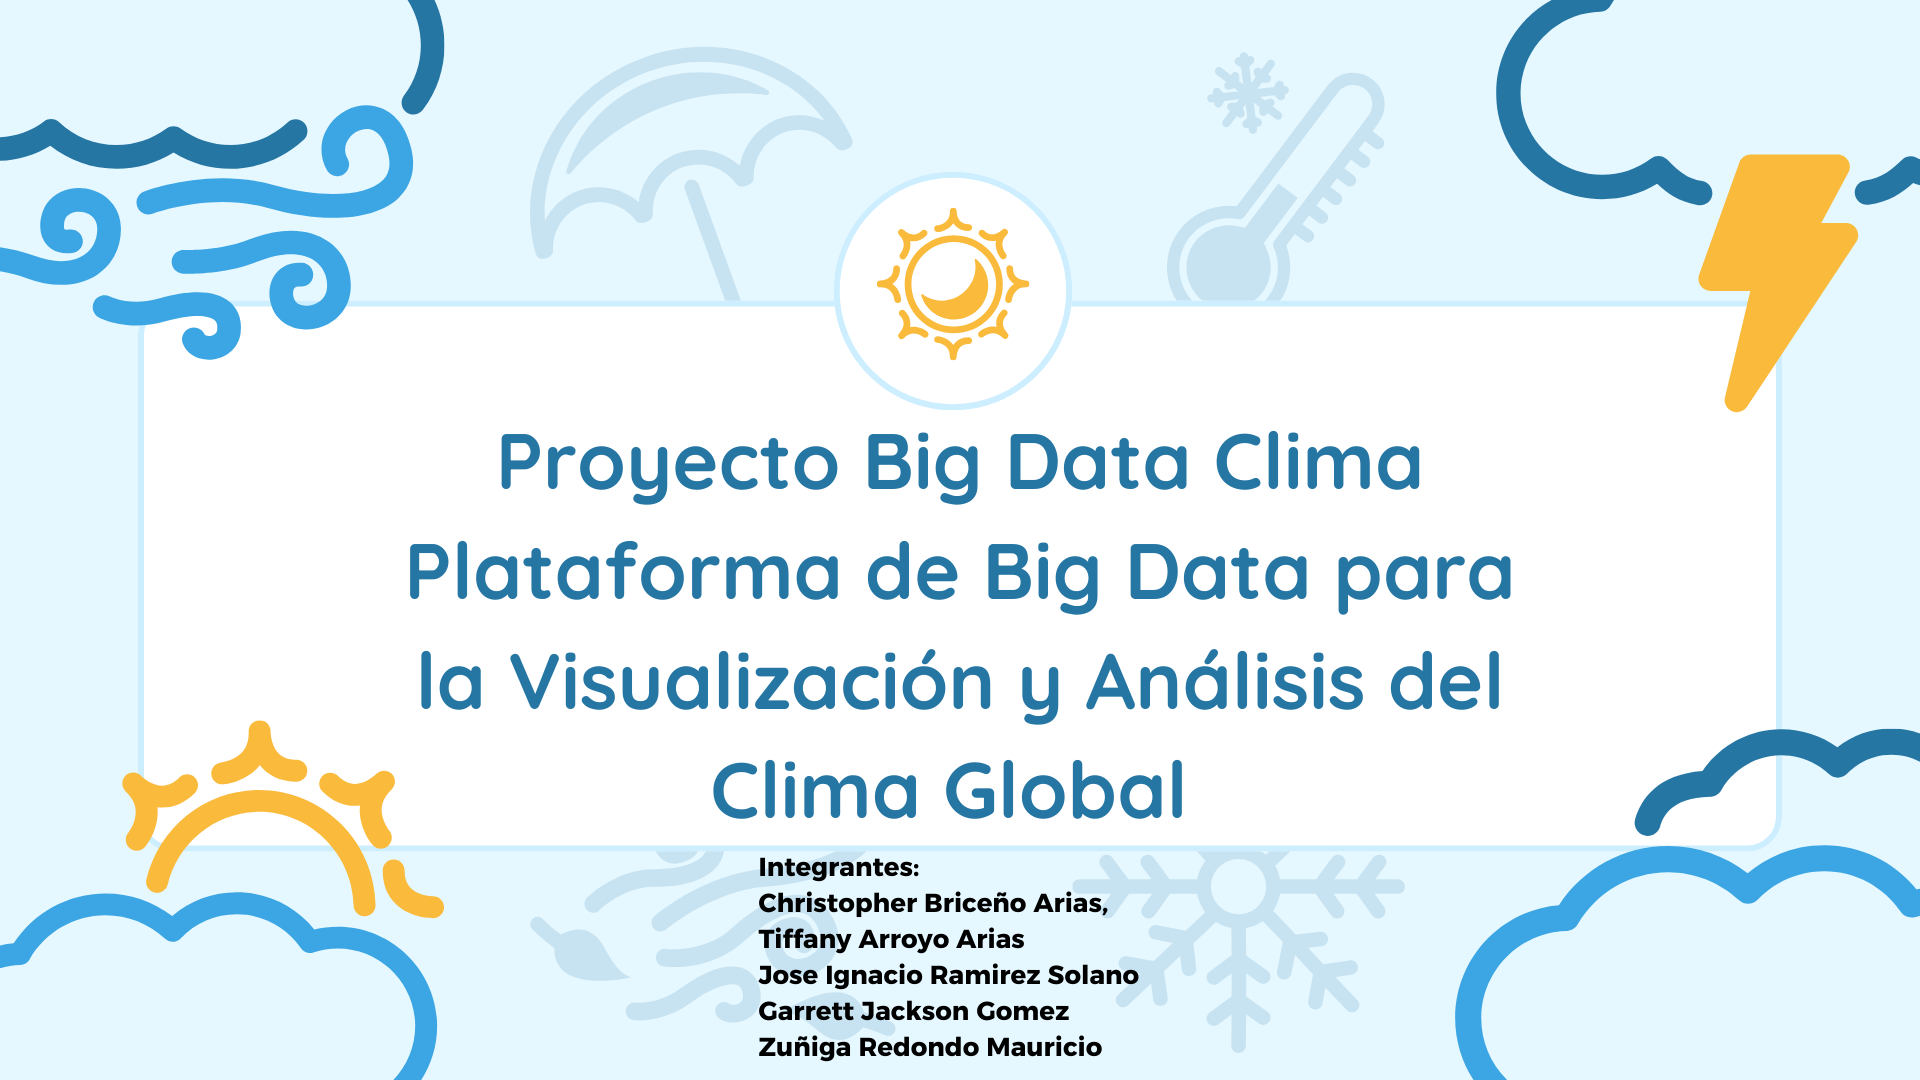 Proyecto Big Data Clima
Plataforma de Big Data para
la Visualización y Análisis del
Clima Global
Integrantes:
Christopher Briceño Arias,
Tiffany Arroyo Arias
Jose Ignacio Ramirez Solano
Garrett Jackson Gomez
Zuñiga Redondo Mauricio